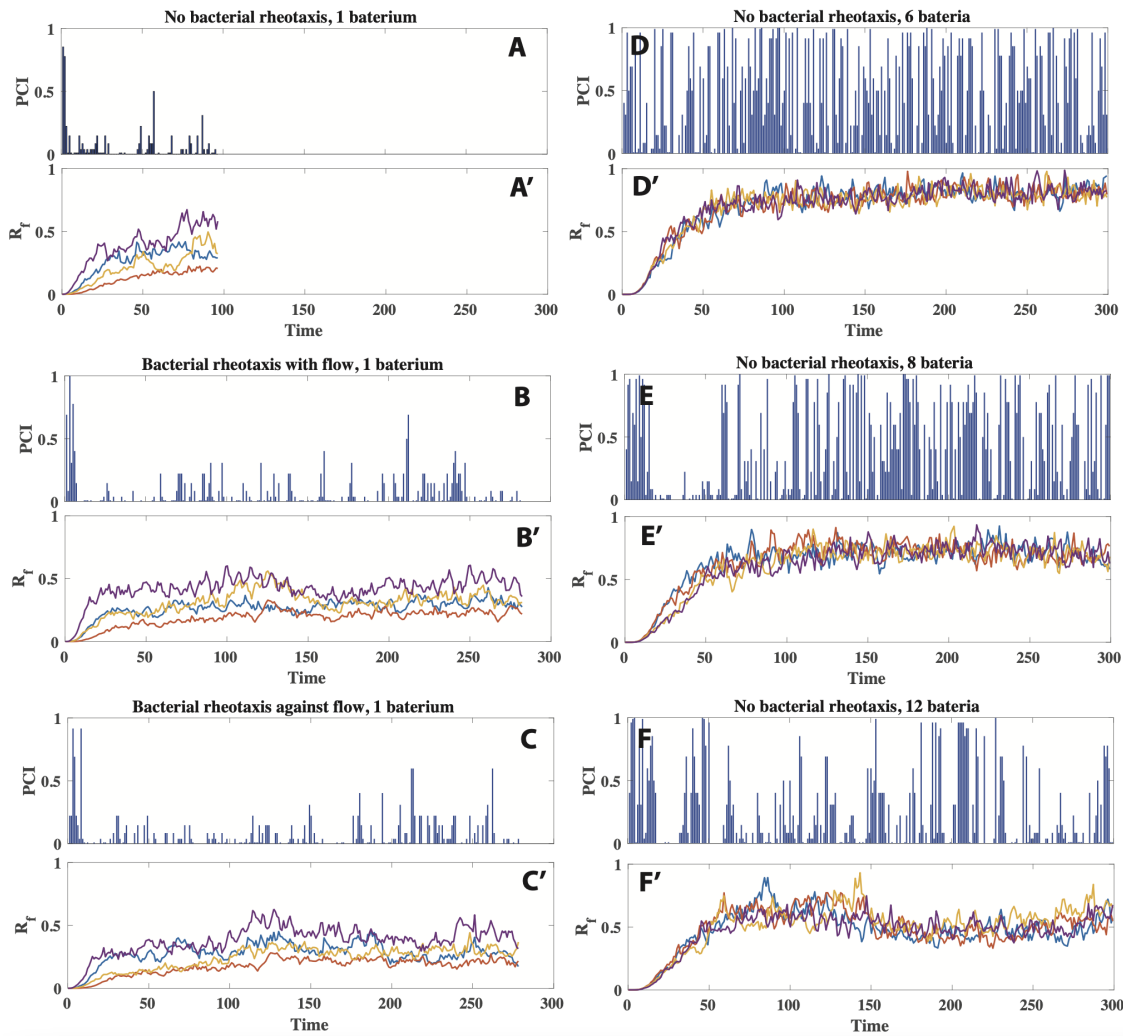 No bacterial rheotaxis, 1 baterium
A
PCI
1
0.5
0
A'
R_f
1
0.5
0
0 50 100 150 200 250 300
Time
Bacterial rheotaxis with flow, 1 baterium
B
PCI
1
0.5
0
B'
R_f
1
0.5
0
0 50 100 150 200 250 300
Time
Bacterial rheotaxis against flow, 1 baterium
C
PCI
1
0.5
0
C'
R_f
1
0.5
0
0 50 100 150 200 250 300
Time
No bacterial rheotaxis, 6 bateria
D
PCI
1
0.5
0
D'
R_f
1
0.5
0
0 50 100 150 200 250 300
Time
No bacterial rheotaxis, 8 bateria
E
PCI
1
0.5
0
E'
R_f
1
0.5
0
0 50 100 150 200 250 300
Time
No bacterial rheotaxis, 12 bateria
F
PCI
1
0.5
0
F'
R_f
1
0.5
0
0 50 100 150 200 250 300
Time